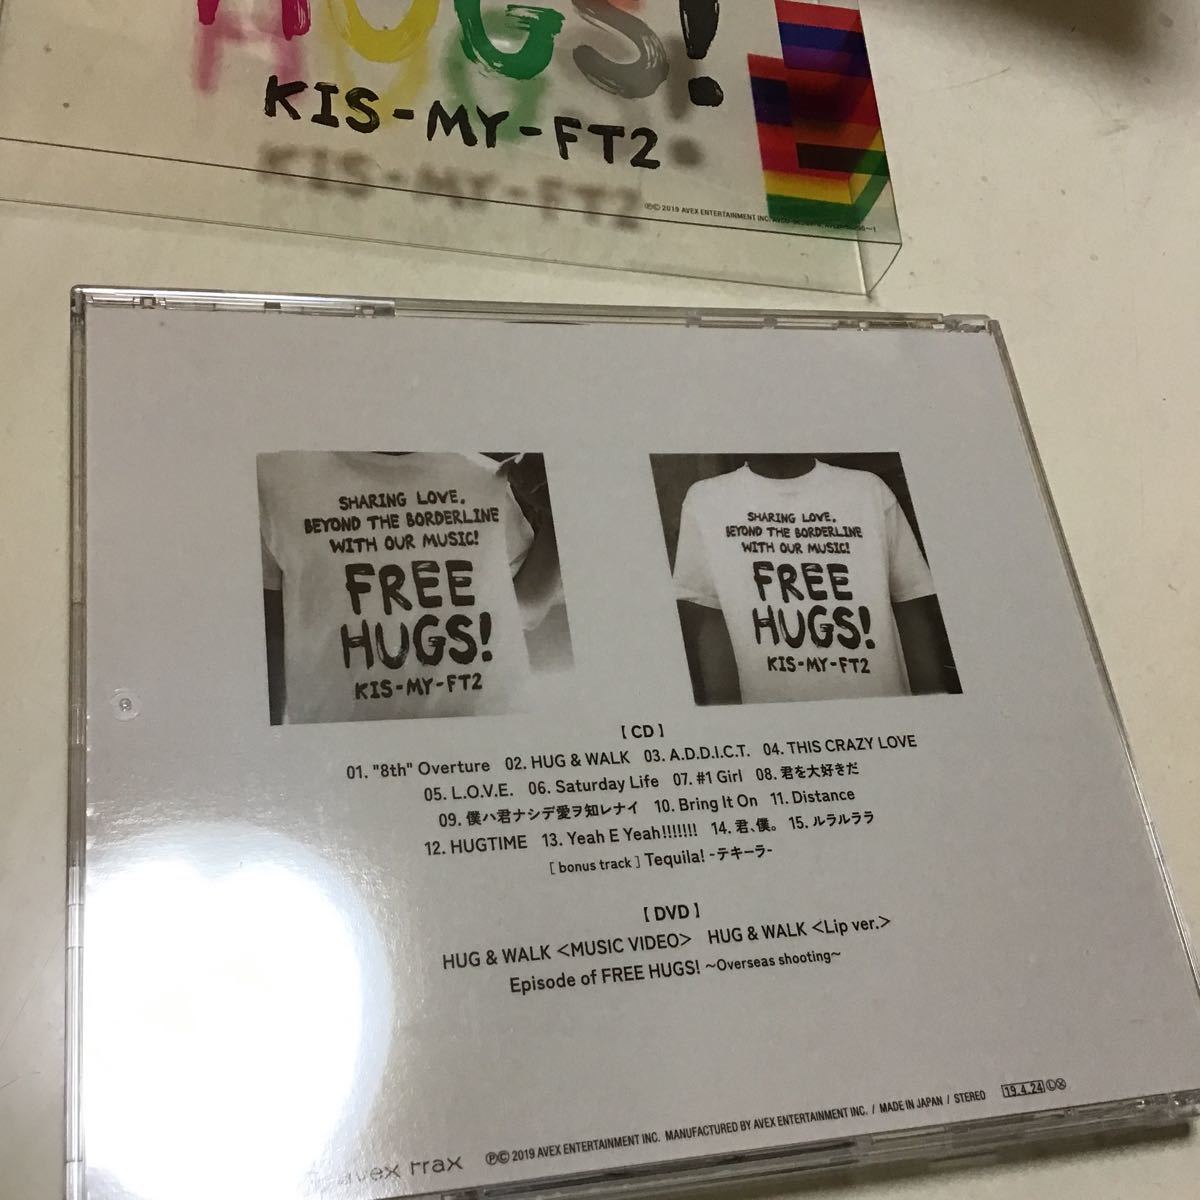 HUGS!
KIS-MY-FT2
℗© 2019 AVEX ENTERTAINMENT INC.
SHARING LOVE.
BEYOND THE BORDERLINE
WITH OUR MUSIC!
FREE
HUGS!
KIS-MY-FT2
SHARING LOVE.
BEYOND THE BORDERLINE
WITH OUR MUSIC!
FREE
HUGS!
KIS-MY-FT2
[ CD ]
01. "8th" Overture 02. HUG & WALK 03. A.D.D.I.C.T. 04. THIS CRAZY LOVE
05. L.O.V.E. 06. Saturday Life 07. #1 Girl 08. 君を大好きだ
09. 僕ハ君ナシデ愛ヲ知レナイ 10. Bring It On 11. Distance
12. HUGTIME 13. Yeah E Yeah!!!!!!! 14. 君、僕。 15. ルラルララ
[ bonus track ] Tequila! -テキーラ-
[ DVD ]
HUG & WALK <MUSIC VIDEO> HUG & WALK <Lip ver.>
Episode of FREE HUGS! ~Overseas shooting~
avex trax ℗© 2019 AVEX ENTERTAINMENT INC. MANUFACTURED BY AVEX ENTERTAINMENT INC. / MADE IN JAPAN / STEREO 19.4.24 Ⓛ Ⓧ